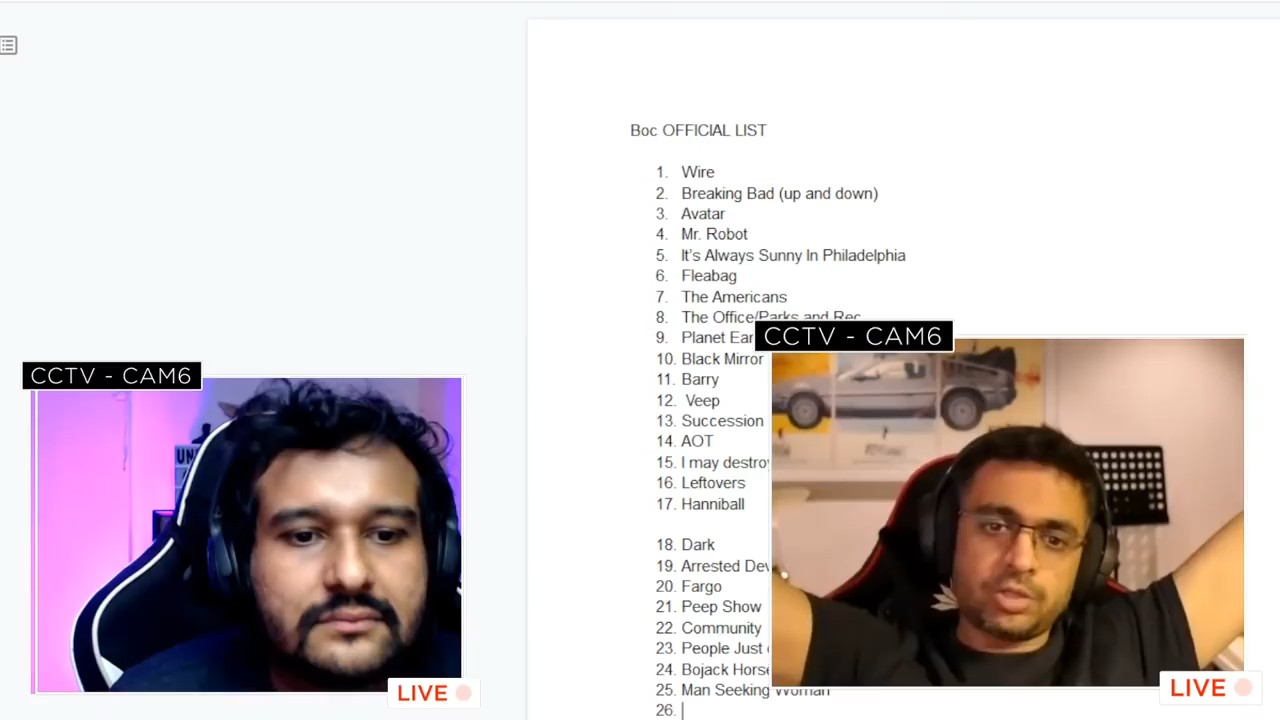 Boc OFFICIAL LIST
1. Wire
2. Breaking Bad (up and down)
3. Avatar
4. Mr. Robot
5. It's Always Sunny In Philadelphia
6. Fleabag
7. The Americans
8. The Office/Parks and Rec
9. Planet Ear
10. Black Mirror
11. Barry
12. Veep
13. Succession
14. AOT
15. I may destroy
16. Leftovers
17. Hanniball
18. Dark
19. Arrested Dev
20. Fargo
21. Peep Show
22. Community
23. People Just
24. Bojack Horse
25. Man Seeking Woman
26.
CCTV - CAM6
UN
LIVE
CCTV - CAM6
LIVE